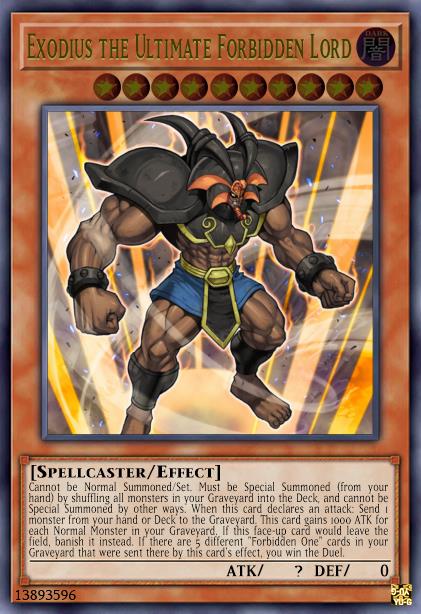 Exodius the Ultimate Forbidden Lord
DARK
闇
[Spellcaster/Effect]
Cannot be Normal Summoned/Set. Must be Special Summoned (from your
hand) by shuffling all monsters in your Graveyard into the Deck, and cannot be
Special Summoned by other ways. When this card declares an attack: Send 1
monster from your hand or Deck to the Graveyard. This card gains 1000 ATK for
each Normal Monster in your Graveyard. If this face-up card would leave the
field, banish it instead. If there are 5 different "Forbidden One" cards in your
Graveyard that were sent there by this card's effect, you win the Duel.
ATK/ ? DEF/ 0
13893596